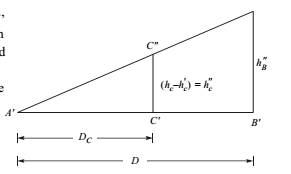 n
d
e
C″
h″B
(hc–h′c) = h″c
A′
C′
B′
DC
D